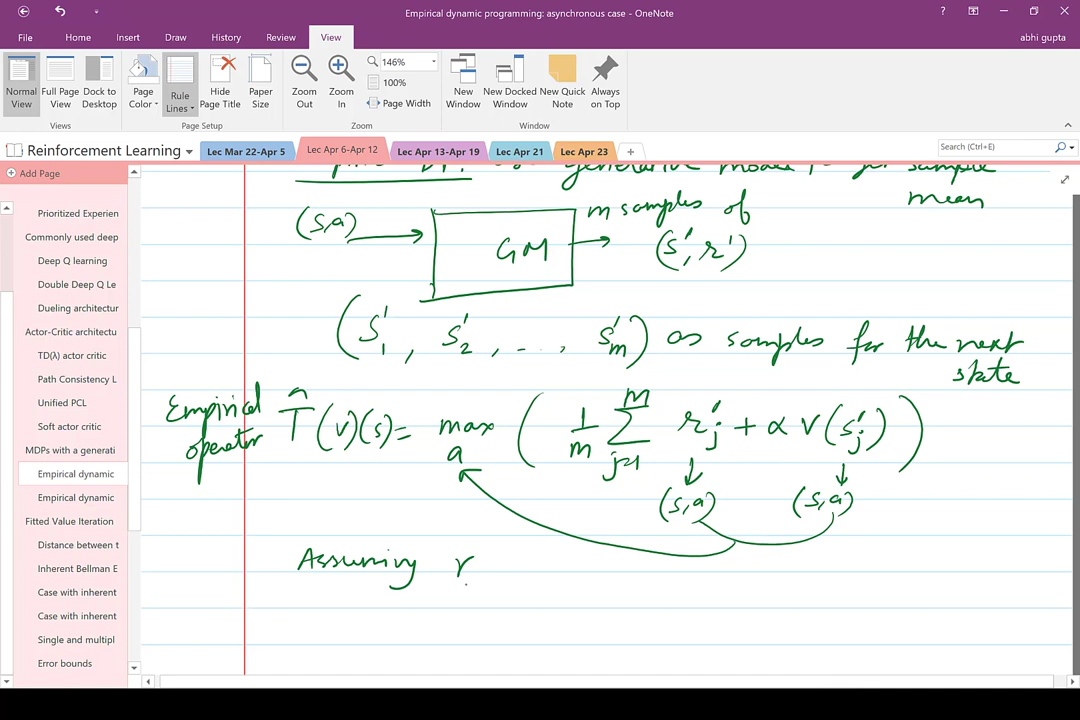 Empirical dynamic programming: asynchronous case - OneNote
File Home Insert Draw History Review View abhi gupta
Normal View Full Page View Dock to Desktop Page Color Rule Lines Hide Page Title Paper Size Zoom Out Zoom In 146% 100% Page Width New Window New Docked Window New Quick Note Always on Top
Views Page Setup Zoom Window
Reinforcement Learning Lec Mar 22-Apr 5 Lec Apr 6-Apr 12 Lec Apr 13-Apr 19 Lec Apr 21 Lec Apr 23 + Search (Ctrl+E)
Add Page
Prioritized Experien
Commonly used deep
Deep Q learning
Double Deep Q Le
Dueling architectur
Actor-Critic architectu
TD(λ) actor critic
Path Consistency L
Unified PCL
Soft actor critic
MDPs with a generati
Empirical dynamic
Empirical dynamic
Fitted Value Iteration
Distance between t
Inherent Bellman E
Case with inherent
Case with inherent
Single and multipl
Error bounds
generative model, sample
mean
(s,a) → GM → m samples of
(s', r')
(s'₁, s'₂, ..., s'm) as samples for the next
state
Empirical operator T̂(v)(s) = max a ( 1/m Σ j=1 m r'j + α v(s'j) )
(s,a) (s,a)
Assuming r